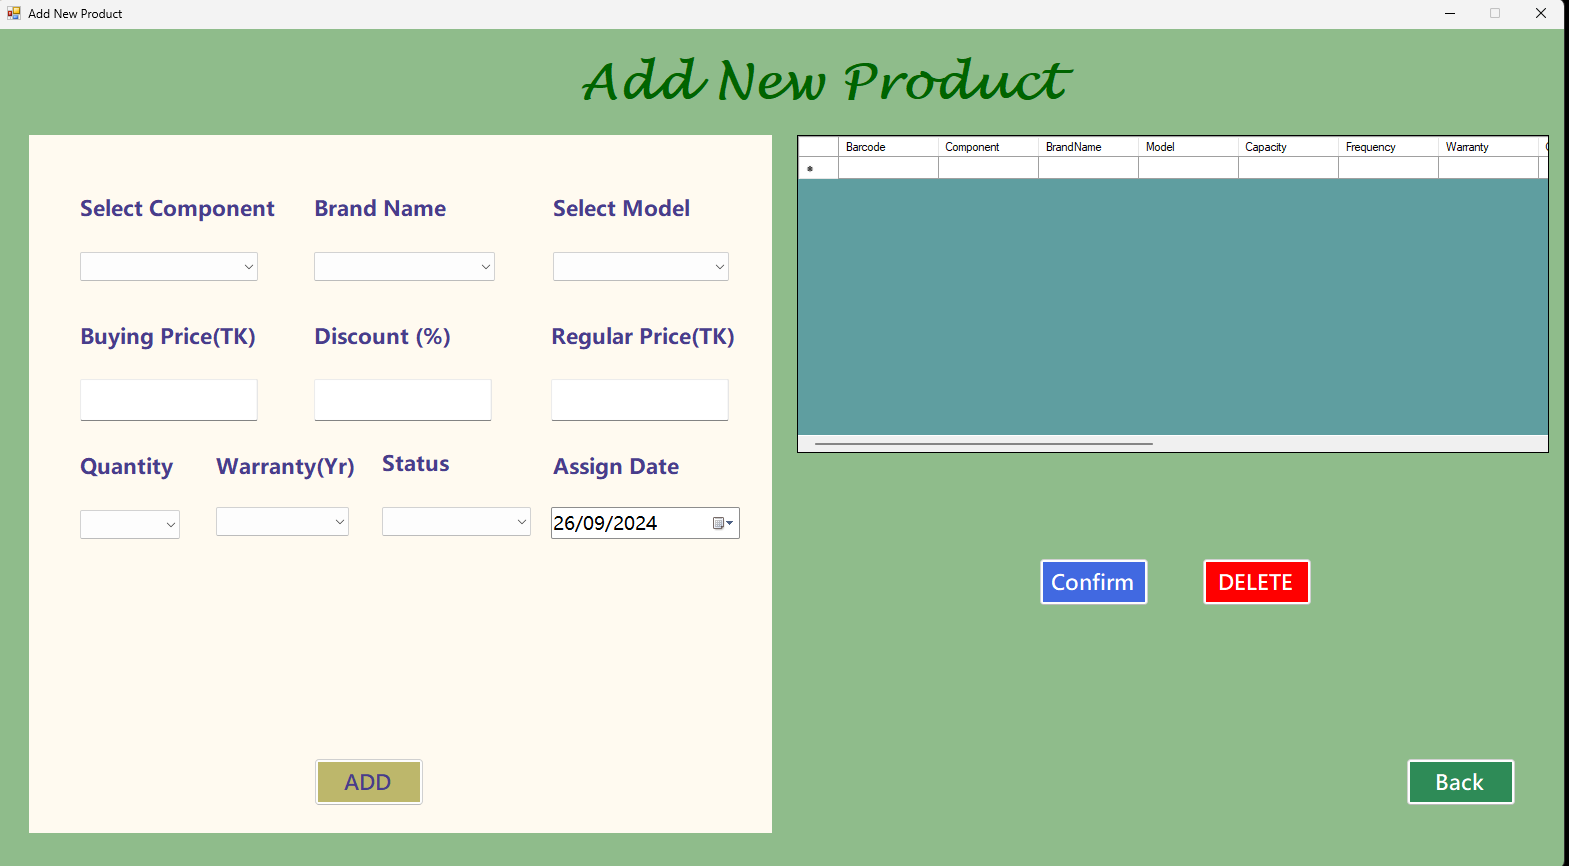 Add New Product
Add New Product
Select Component Brand Name Select Model
Buying Price(TK) Discount (%) Regular Price(TK)
Quantity Warranty(Yr) Status Assign Date
26/09/2024
ADD
Barcode Component BrandName Model Capacity Frequency Warranty
Confirm DELETE
Back